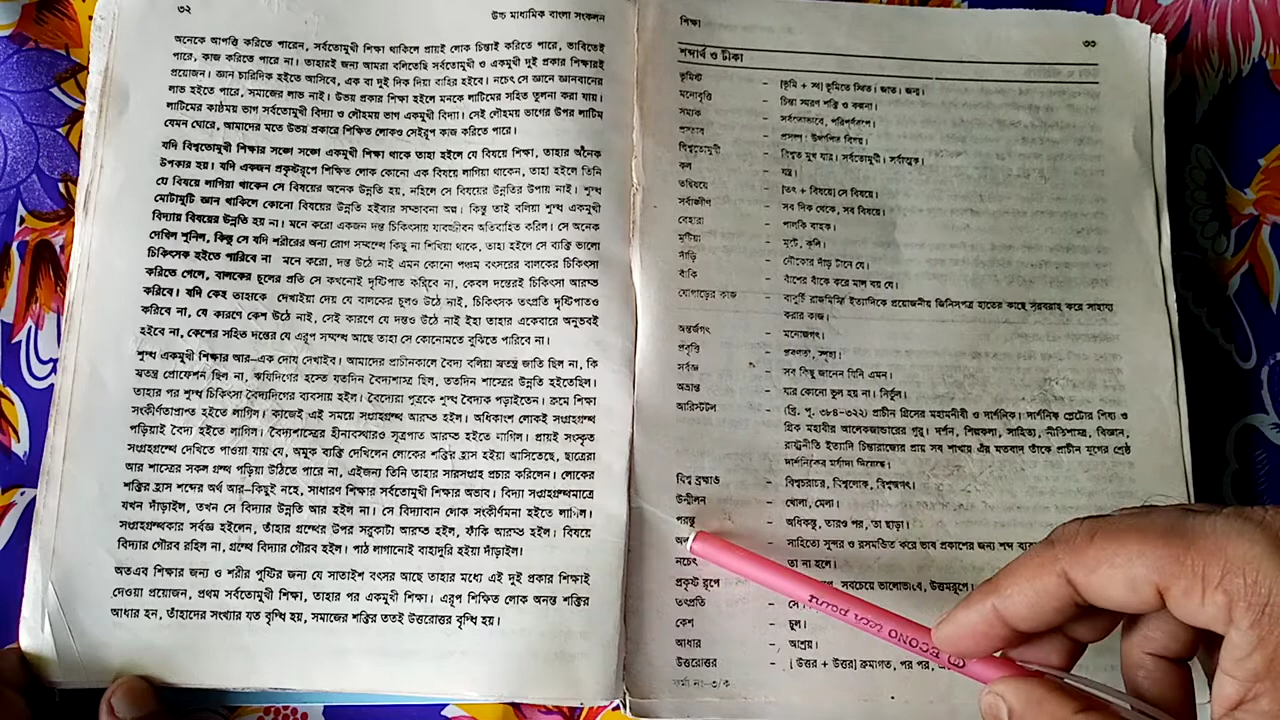 ৩২
উচ্চ মাধ্যমিক বাংলা সংকলন
অনেকে আপত্তি করিতে পারেন, সর্বতোমুখী শিক্ষা থাকিলে প্রায়ই লোক চিন্তাই করিতে পারে, ভাবিতেই
পারে, কাজ করিতে পারে না। তাহারই জন্য আমরা বলিতেছি সর্বতোমুখী ও একমুখী দুই প্রকার শিক্ষারই
প্রয়োজন। জ্ঞান চারিদিক হইতে আসিবে, এক বা দুই দিক দিয়া বাহির হইবে। নচেৎ সে জ্ঞানে জ্ঞানবানের
লাভ হইতে পারে, সমাজের লাভ নাই। উভয় প্রকার শিক্ষা হইলে মনকে লাটিমের সহিত তুলনা করা যায়।
লাটিমের কাষ্ঠময় ভাগ সর্বতোমুখী বিদ্যা ও লৌহময় ভাগ একমুখী বিদ্যা। সেই লৌহময় ভাগের উপর লাটিম
যেমন ঘোরে, আমাদের মতে উভয় প্রকারে শিক্ষিত লোকও সেইরূপ কাজ করিতে পারে।
যদি বিশ্বতোমুখী শিক্ষার সঙ্গে সঙ্গে একমুখী শিক্ষা থাকে তাহা হইলে যে বিষয়ে শিক্ষা, তাহার অনেক
উপকার হয়। যদি একজন প্রকৃষ্টরূপে শিক্ষিত লোক কোনো এক বিষয়ে লাগিয়া থাকেন, তাহা হইলে তিনি
যে বিষয়ে লাগিয়া থাকেন সে বিষয়ের অনেক উন্নতি হয়, নহিলে সে বিষয়ের উন্নতির উপায় নাই। শুধ
মোটামুটি জ্ঞান থাকিলে কোনো বিষয়ের উন্নতি হইবার সম্ভাবনা অল্প। কিন্তু তাই বলিয়া শুধ একমুখী
বিদ্যায় বিষয়ের উন্নতি হয় না। মনে করো একজন দন্ত চিকিৎসায় যাবজ্জীবন অতিবাহিত করিল। সে অনেক
দেখিল শুনিল, কিন্তু সে যদি শরীরের অন্য রোগ সম্বন্ধে কিছু না শিখিয়া থাকে, তাহা হইলে সে ব্যক্তি ভালো
চিকিৎসক হইতে পারিবে না মনে করো, দন্ত উঠে নাই এমন কোনো পঞ্চম বৎসরের বালকের চিকিৎসা
করিতে গেলে, বালকের চুলের প্রতি সে কখনোই দৃষ্টিপাত করিবে না, কেবল দন্তেরই চিকিৎসা আরম্ভ
করিবে। যদি কেহ তাহাকে দেখাইয়া দেয় যে বালকের চুলও উঠে নাই, চিকিৎসক তৎপ্রতি দৃষ্টিপাতও
করিবে না, যে কারণে কেশ উঠে নাই, সেই কারণে যে দন্তও উঠে নাই ইহা তাহার একেবারে অনুভবই
হইবে না, কেশের সহিত দন্তের যে এরূপ সম্বন্ধ আছে তাহা সে কোনোমতে বুঝিতে পারিবে না।
শুধ একমুখী শিক্ষার আর-এক দোষ দেখাইব। আমাদের প্রাচীনকালে বৈদ্য বলিয়া স্বতন্ত্র জাতি ছিল না, কি
স্বতন্ত্র প্রোফেশন ছিল না, ঋষিদিগের হস্তে যতদিন বৈদ্যশাস্ত্র ছিল, ততদিন শাস্ত্রের উন্নতি হইতেছিল।
তাহার পর শুধ চিকিৎসা বৈদ্যদিগের ব্যবসায় হইল। বৈদ্যেরা পুত্রকে শুধ বৈদ্যক পড়াইতেন। ক্রমে শিক্ষা
সংকীর্ণতাপ্রাপ্ত হইতে লাগিল। কাজেই এই সময়ে সংগ্রহগ্রন্থ আরম্ভ হইল। অধিকাংশ লোকই সংগ্রহগ্রন্থ
পড়িয়াই বৈদ্য হইতে লাগিল। বৈদ্যশাস্ত্রের হীনাবস্থারও সূত্রপাত আরম্ভ হইতে লাগিল। প্রায়ই সংস্কৃত
সংগ্রহগ্রন্থে দেখিতে পাওয়া যায় যে, অমুক ব্যক্তি দেখিলেন লোকের শক্তির হ্রাস হইয়া আসিতেছে, ছাত্রেরা
আর শাস্ত্রের সকল গ্রন্থ পড়িয়া উঠিতে পারে না, এইজন্য তিনি তাহার সারসংগ্রহ প্রচার করিলেন। লোকের
শক্তির হ্রাস শব্দের অর্থ আর-কিছুই নহে, সাধারণ শিক্ষার সর্বতোমুখী শিক্ষার অভাব। বিদ্যা সংগ্রহগ্রন্থমাত্রে
যখন দাঁড়াইল, তখন সে বিদ্যার উন্নতি আর হইল না। সে বিদ্যাবান লোক সংকীর্ণমনা হইতে লাগিল।
সংগ্রহগ্রন্থকার সর্বজ্ঞ হইলেন, তাঁহার গ্রন্থের উপর সরুকাটা আরম্ভ হইল, ফাঁকি আরম্ভ হইল। বিষয়ে
বিদ্যার গৌরব রহিল না, গ্রন্থে বিদ্যার গৌরব হইল। পাঠ লাগানোই বাহাদুরি হইয়া দাঁড়াইল।
অতএব শিক্ষার জন্য ও শরীর পুষ্টির জন্য যে সাতাইশ বৎসর আছে তাহার মধ্যে এই দুই প্রকার শিক্ষাই
দেওয়া প্রয়োজন, প্রথম সর্বতোমুখী শিক্ষা, তাহার পর একমুখী শিক্ষা। এরূপ শিক্ষিত লোক অনন্ত শক্তির
আধার হন, তাঁহাদের সংখ্যার যত বৃদ্ধি হয়, সমাজের শক্তির ততই উত্তরোত্তর বৃদ্ধি হয়।
শিক্ষা
৩৩
শব্দার্থ ও টীকা
ভূমিষ্ঠ – [ভূমি + স্থ] ভূমিতে স্থিত। জাত। জন্ম।
মনোবৃত্তি – চিন্তা স্মরণ শক্তি ও কল্পনা।
সম্যক – সর্বতোভাবে, পরিপূর্ণরূপে।
প্রস্তাব – প্রসঙ্গ। উত্থাপিত বিষয়।
বিশ্বতোমুখী – বিস্তৃত মুখ যার। সর্বতোমুখী। সর্বাত্মক।
কল – যন্ত্র।
তদ্বিষয়ে – [তৎ + বিষয়ে] সে বিষয়ে।
সর্বাঙ্গীণ – সব দিক থেকে, সব বিষয়ে।
বেহারা – পালকি বাহক।
মুটিয়া – মুটে, কুলি।
দাঁড়ি – নৌকোর দাঁড় টানে যে।
বাঁকি – বাঁশের বাঁকে করে মাল বয় যে।
যোগাড়ের কাজ – বাবুর্চি রাজমিস্ত্রি ইত্যাদিকে প্রয়োজনীয় জিনিসপত্র হাতের কাছে সরবরাহ করে সাহায্য
করার কাজ।
অন্তর্জগৎ – মনোজগৎ।
প্রবৃত্তি – প্রবণতা, স্পৃহা।
সর্বজ্ঞ – সব কিছু জানেন যিনি এমন।
অভ্রান্ত – যার কোনো ভুল হয় না। নির্ভুল।
আরিস্টটল – (খ্রি. পূ. ৩৮৪-৩২২) প্রাচীন গ্রিসের মহামনীষী ও দার্শনিক। দার্শনিক প্লেটোর শিষ্য ও
গ্রিক মহাবীর আলেকজান্ডারের গুরু। দর্শন, শিল্পকলা, সাহিত্য, নীতিশাস্ত্র, বিজ্ঞান,
রাষ্ট্রনীতি ইত্যাদি চিন্তারাজ্যের প্রায় সব শাখায় এঁর মতবাদ তাঁকে প্রাচীন যুগের শ্রেষ্ঠ
দার্শনিকের মর্যাদা দিয়েছে।
বিশ্ব ব্রহ্মাণ্ড – বিশ্বচরাচর, বিশ্বলোক, বিশ্বজগৎ।
উন্মীলন – খোলা, মেলা।
পরন্তু – অধিকন্তু, তারও পর, তা ছাড়া।
সাহিত্যে সুন্দর ও রসমণ্ডিত করে ভাব প্রকাশের জন্য শব্দ
নচেৎ – তা না হলে।
প্রকৃষ্ট রূপে সবচেয়ে ভালোভাবে, উত্তমরূপে।
তৎপ্রতি –
কেশ – চুল।
আধার – আশ্রয়।
উত্তরোত্তর – [ উত্তর + উত্তর] ক্রমাগত, পর পর,
ফর্মা নং-৩/ক
ECONO